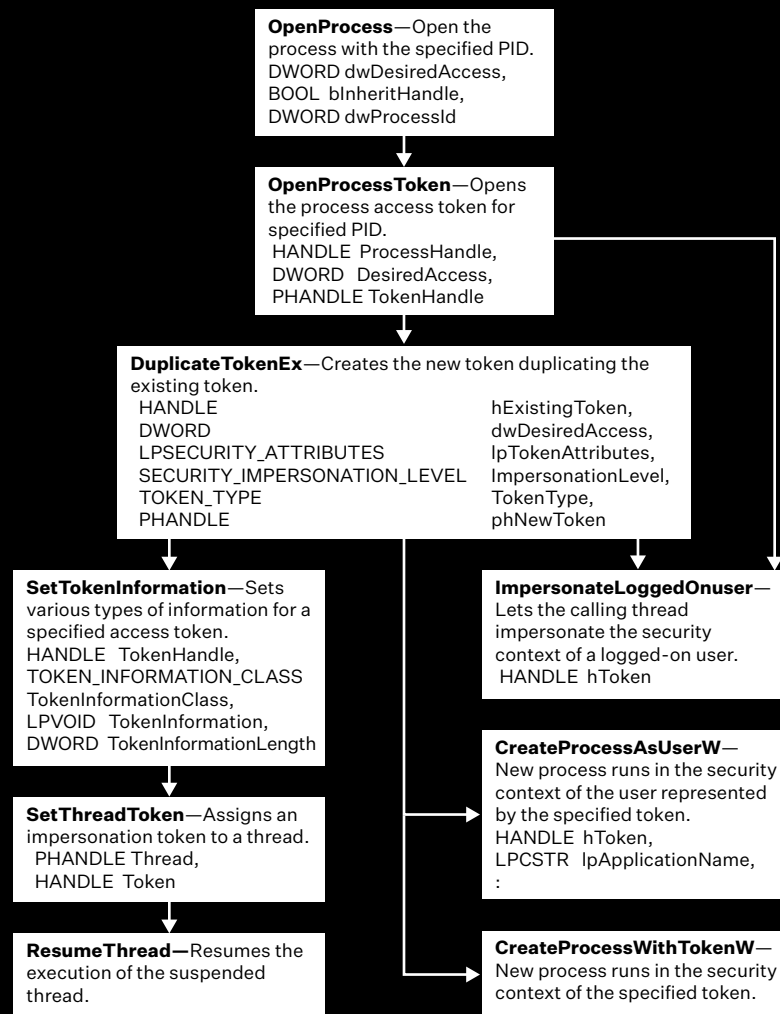 OpenProcess—Open the
process with the specified PID.
DWORD dwDesiredAccess,
BOOL bInheritHandle,
DWORD dwProcessId
OpenProcessToken—Opens
the process access token for
specified PID.
HANDLE ProcessHandle,
DWORD DesiredAccess,
PHANDLE TokenHandle
DuplicateTokenEx—Creates the new token duplicating the
existing token.
HANDLE hExistingToken,
DWORD dwDesiredAccess,
LPSECURITY_ATTRIBUTES lpTokenAttributes,
SECURITY_IMPERSONATION_LEVEL ImpersonationLevel,
TOKEN_TYPE TokenType,
PHANDLE phNewToken
SetTokenInformation—Sets
various types of information for a
specified access token.
HANDLE TokenHandle,
TOKEN_INFORMATION_CLASS
TokenInformationClass,
LPVOID TokenInformation,
DWORD TokenInformationLength
SetThreadToken—Assigns an
impersonation token to a thread.
PHANDLE Thread,
HANDLE Token
ResumeThread—Resumes the
execution of the suspended
thread.
ImpersonateLoggedOnuser—
Lets the calling thread
impersonate the security
context of a logged-on user.
HANDLE hToken
CreateProcessAsUserW—
New process runs in the security
context of the user represented
by the specified token.
HANDLE hToken,
LPCSTR lpApplicationName,
:
CreateProcessWithTokenW—
New process runs in the security
context of the specified token.